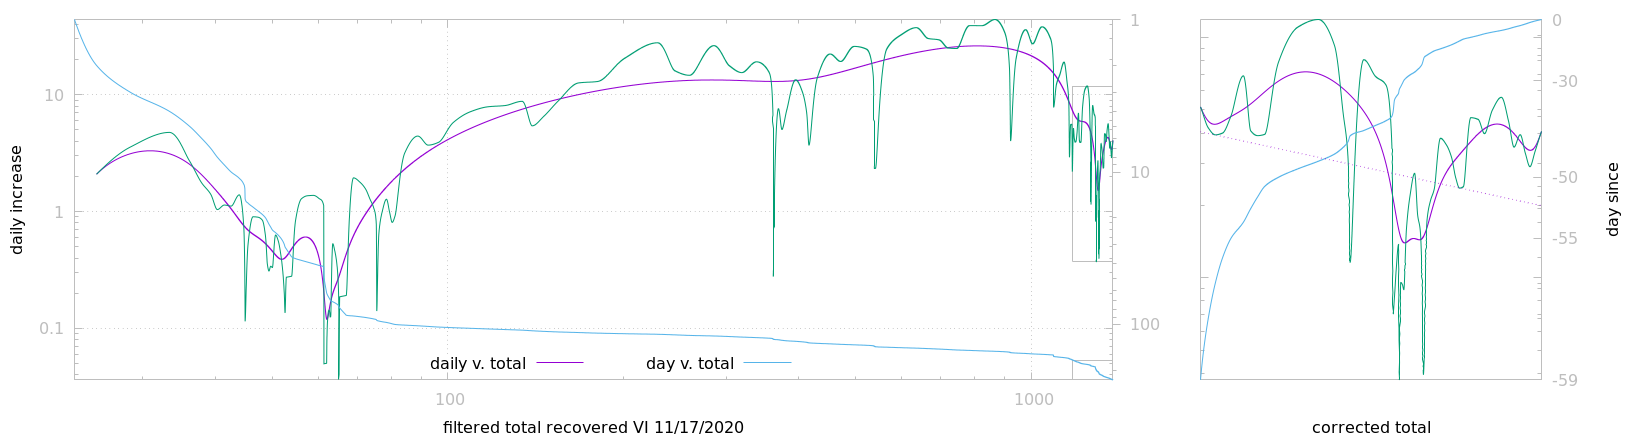 1
0
10
-30
daily increase
10
-50
day since
1
-55
0.1
100
daily v. total
day v. total
-59
100
1000
filtered total recovered VI 11/17/2020
corrected total